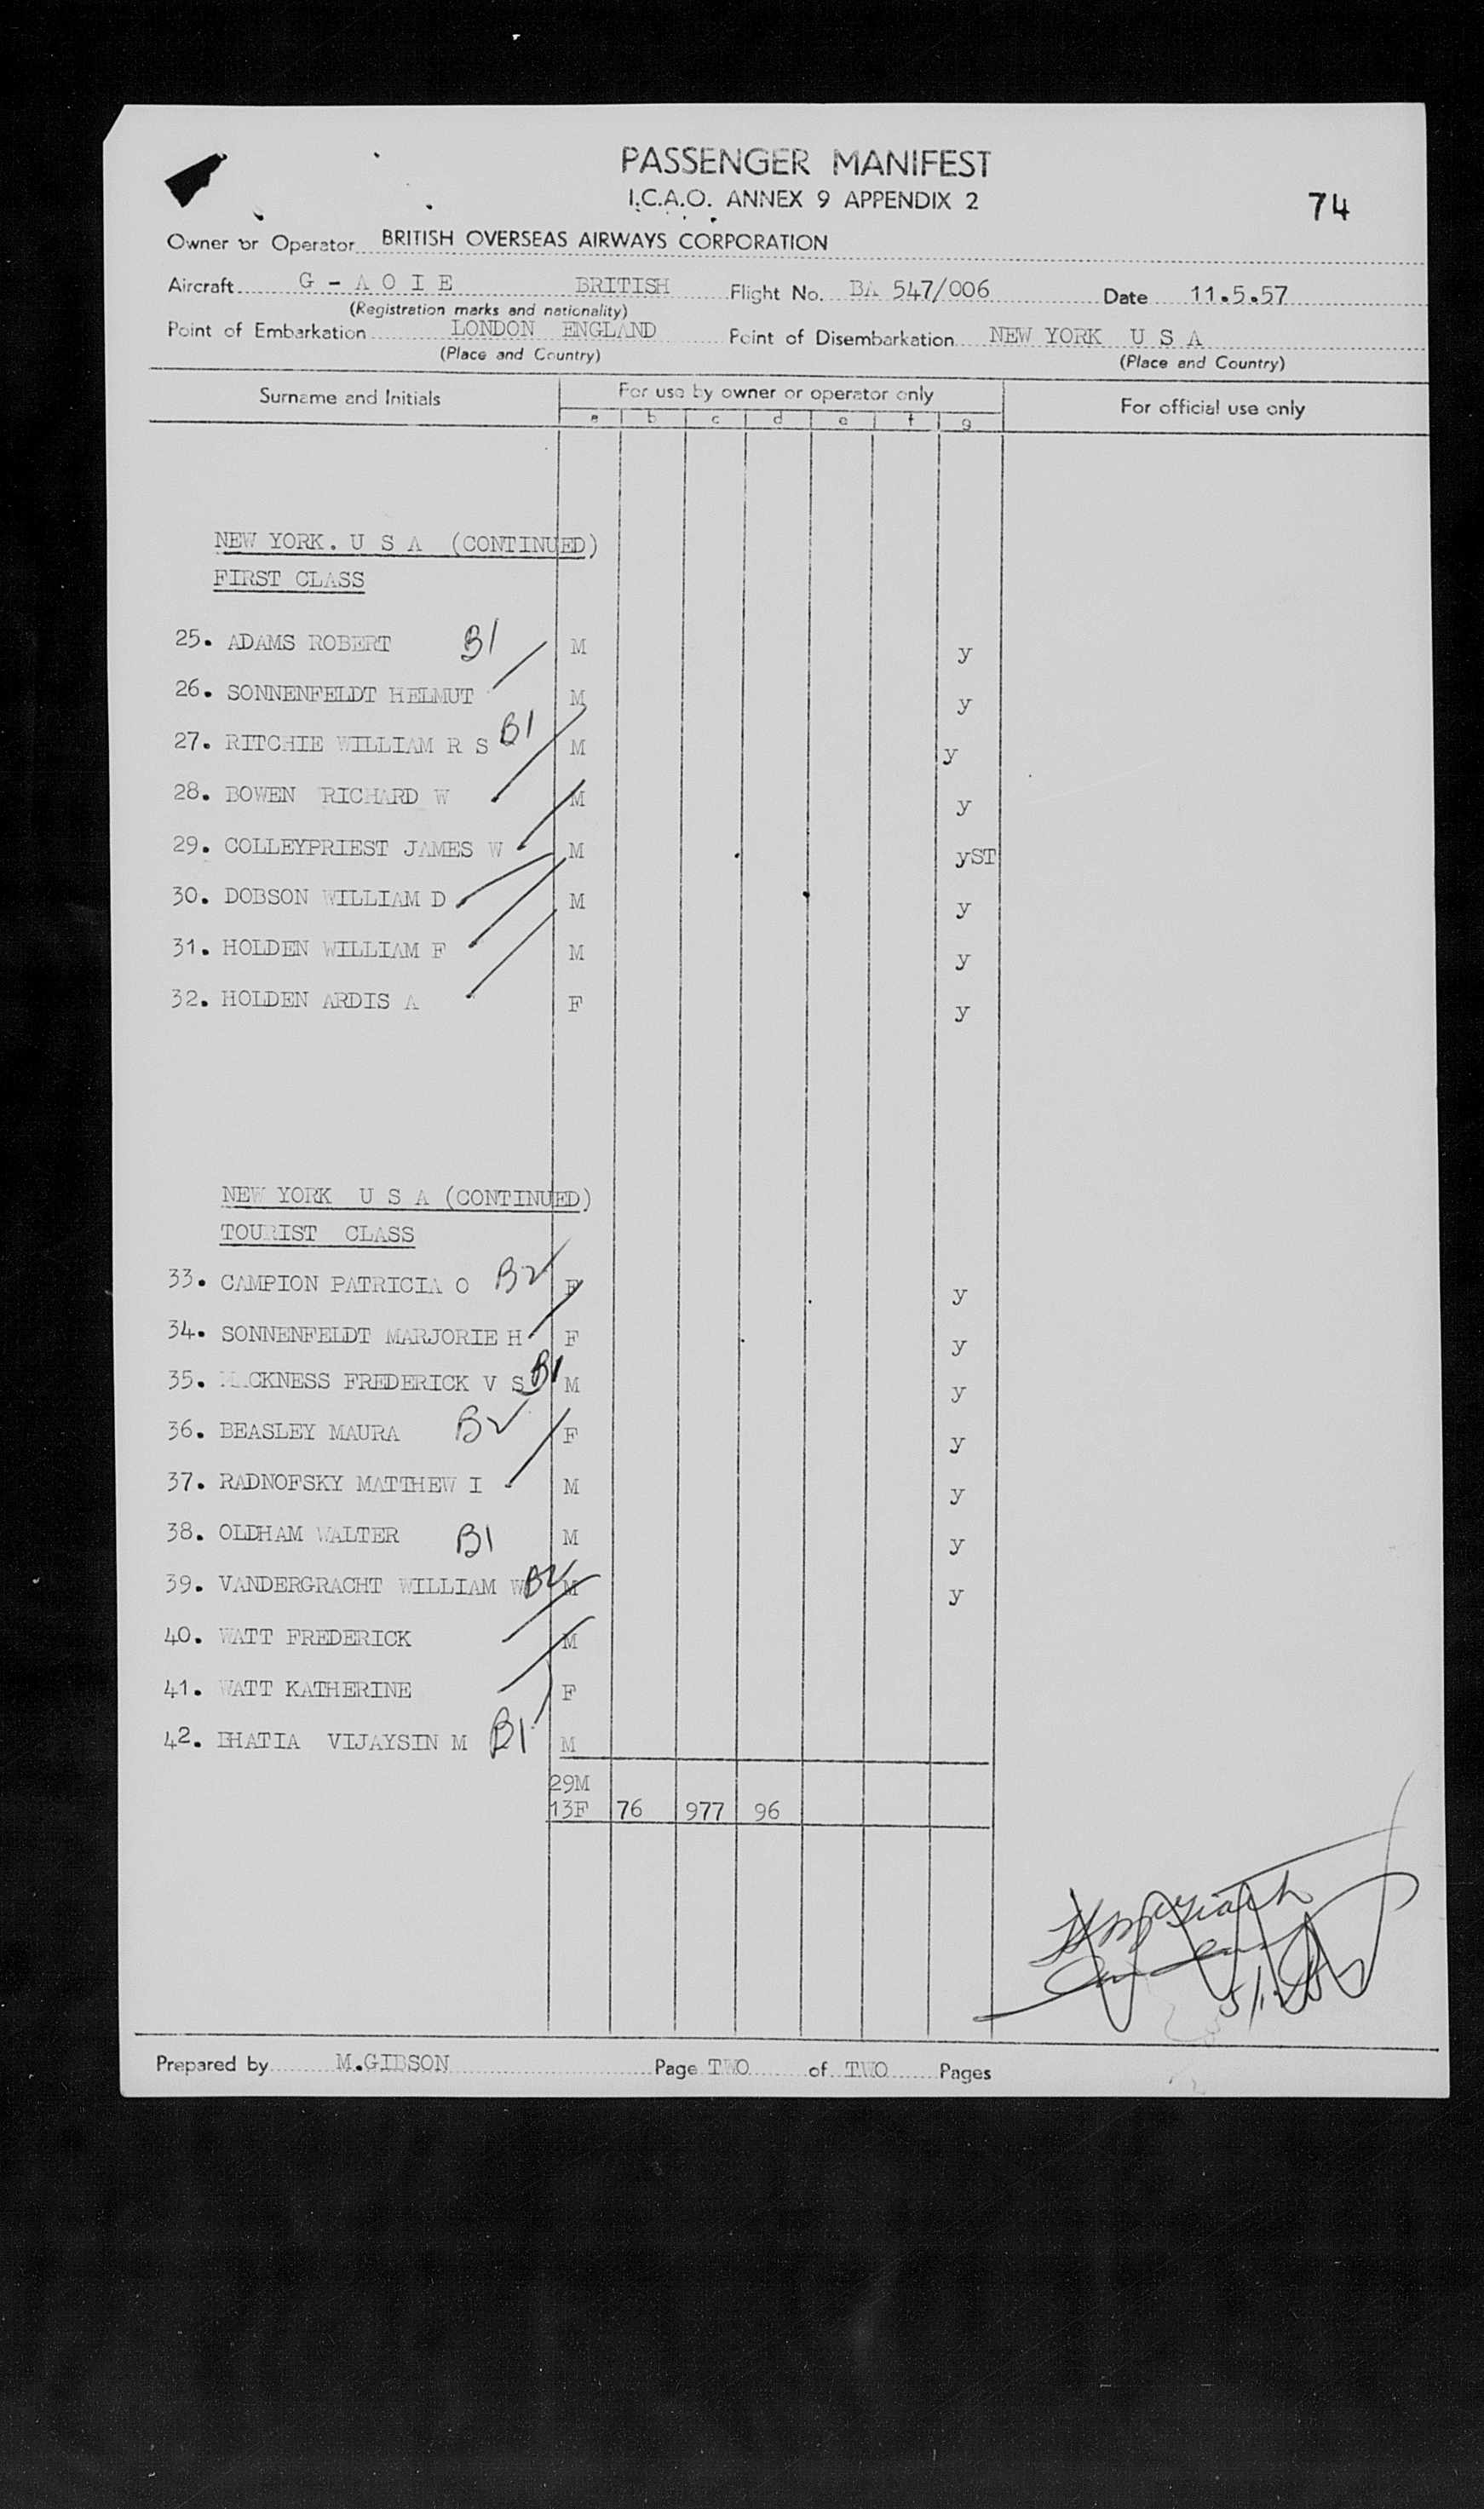 PASSENGER MANIFEST
I.C.A.O. ANNEX 9 APPENDIX 2
74
Owner or Operator BRITISH OVERSEAS AIRWAYS CORPORATION
Aircraft G - A O I E BRITISH Flight No. BA 547/006 Date 11.5.57
(Registration marks and nationality)
Point of Embarkation LONDON ENGLAND Point of Disembarkation NEW YORK U S A
(Place and Country) (Place and Country)
Surname and Initials For use by owner or operator only For official use only
a b c d e f g
NEW YORK. U S A (CONTINUED)
FIRST CLASS
25. ADAMS ROBERT B1 M y
26. SONNENFELDT HELMUT M y
27. RITCHIE WILLIAM R S B1 M y
28. BOWEN RICHARD W M y
29. COLLEYPRIEST JAMES W M yST
30. DOBSON WILLIAM D M y
31. HOLDEN WILLIAM F M y
32. HOLDEN ARDIS A F y
NEW YORK U S A (CONTINUED)
TOURIST CLASS
33. CAMPION PATRICIA O B2 F y
34. SONNENFELDT MARJORIE H F y
35. MACKNESS FREDERICK V S B1 M y
36. BEASLEY MAURA B2 F y
37. RADNOFSKY MATTHEW I M y
38. OLDHAM WALTER B1 M y
39. VANDERGRACHT WILLIAM W B2 M y
40. WATT FREDERICK M
41. WATT KATHERINE F
42. BHATIA VIJAYSIN M B1 M
29M
13F 76 977 96
Prepared by M.GIBSON Page TWO of TWO Pages